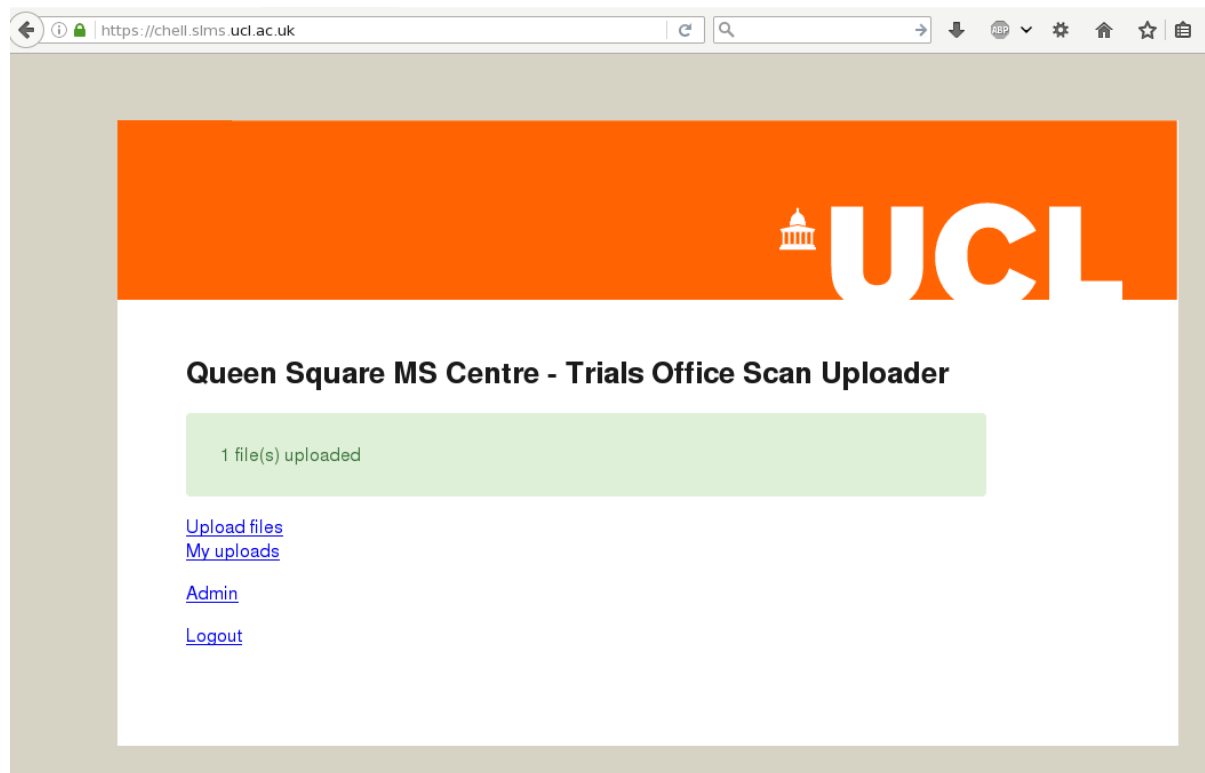 https://chell.slms.ucl.ac.uk
ABP
UCL
Queen Square MS Centre - Trials Office Scan Uploader
1 file(s) uploaded
Upload files
My uploads
Admin
Logout